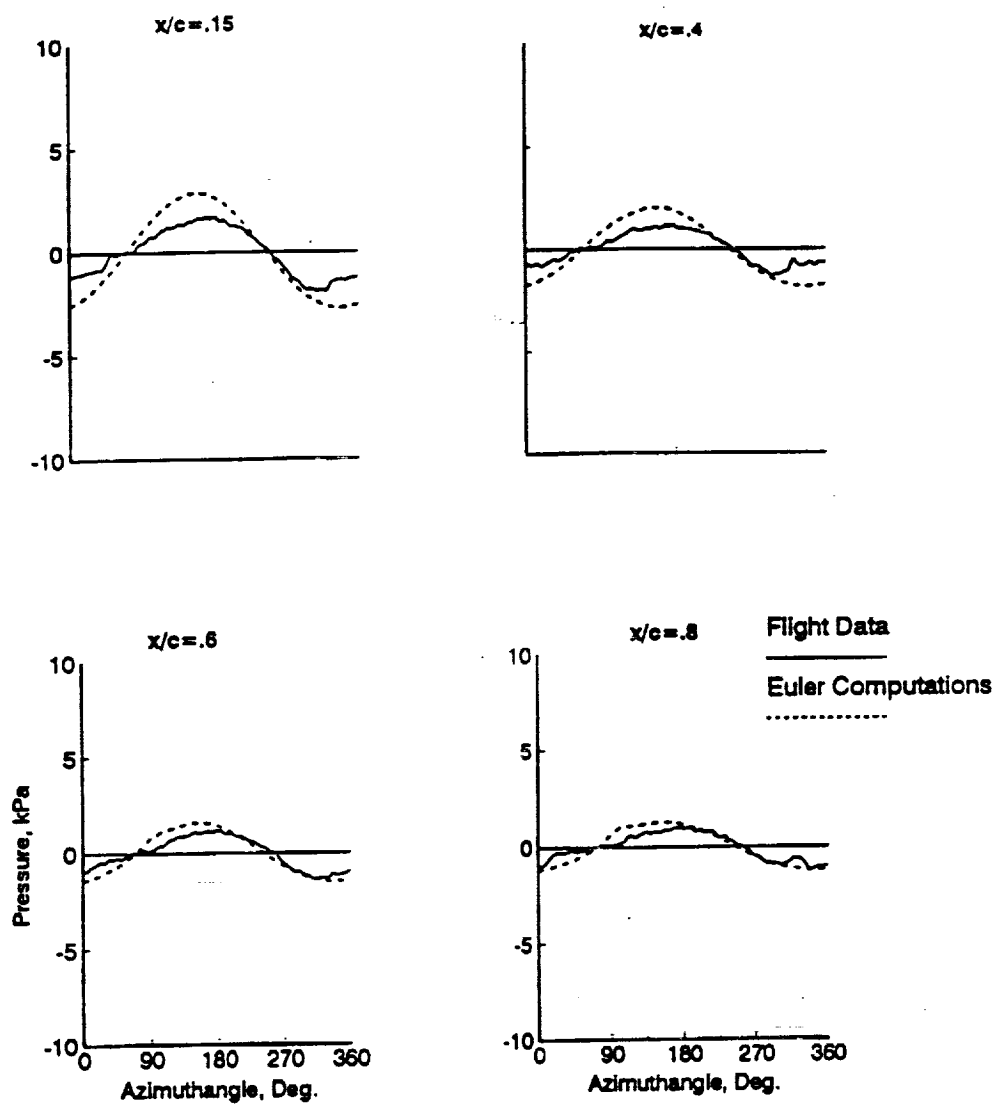 x/c=.15
10
5
0
-5
-10
x/c=.4
x/c=.6
10
5
0
-5
-10
0 90 180 270 360
Azimuthangle, Deg.
Pressure, kPa
x/c=.8
10
5
0
-5
-10
0 90 180 270 360
Azimuthangle, Deg.
Flight Data
Euler Computations